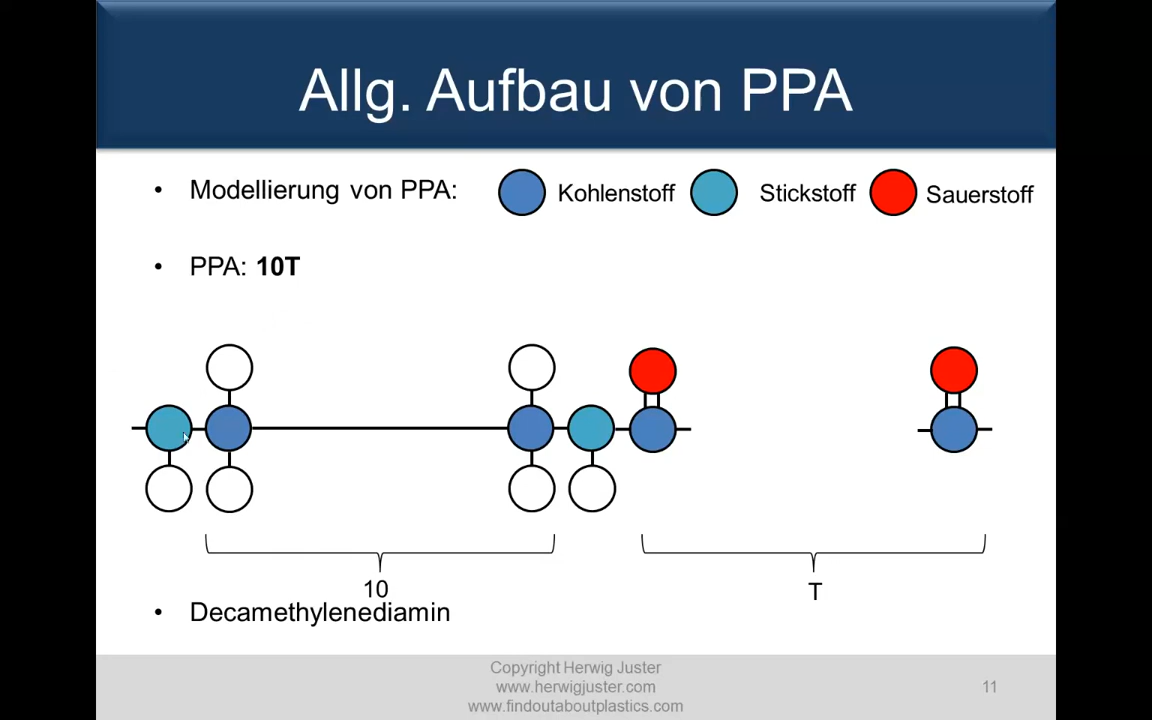 Allg. Aufbau von PPA
• Modellierung von PPA: Kohlenstoff Stickstoff Sauerstoff
• PPA: 10T
10 T
• Decamethylenediamin
Copyright Herwig Juster
www.herwigjuster.com 11
www.findoutaboutplastics.com